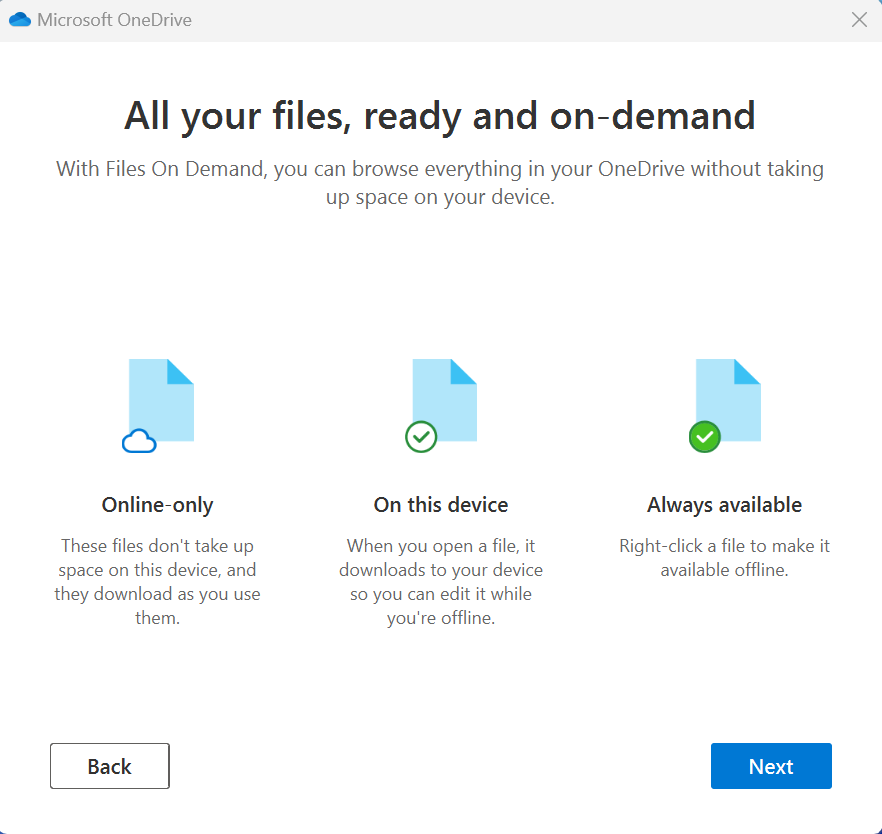 Microsoft OneDrive
All your files, ready and on-demand
With Files On Demand, you can browse everything in your OneDrive without taking
up space on your device.
Online-only
These files don't take up
space on this device, and
they download as you use
them.
On this device
When you open a file, it
downloads to your device
so you can edit it while
you're offline.
Always available
Right-click a file to make it
available offline.
Back
Next